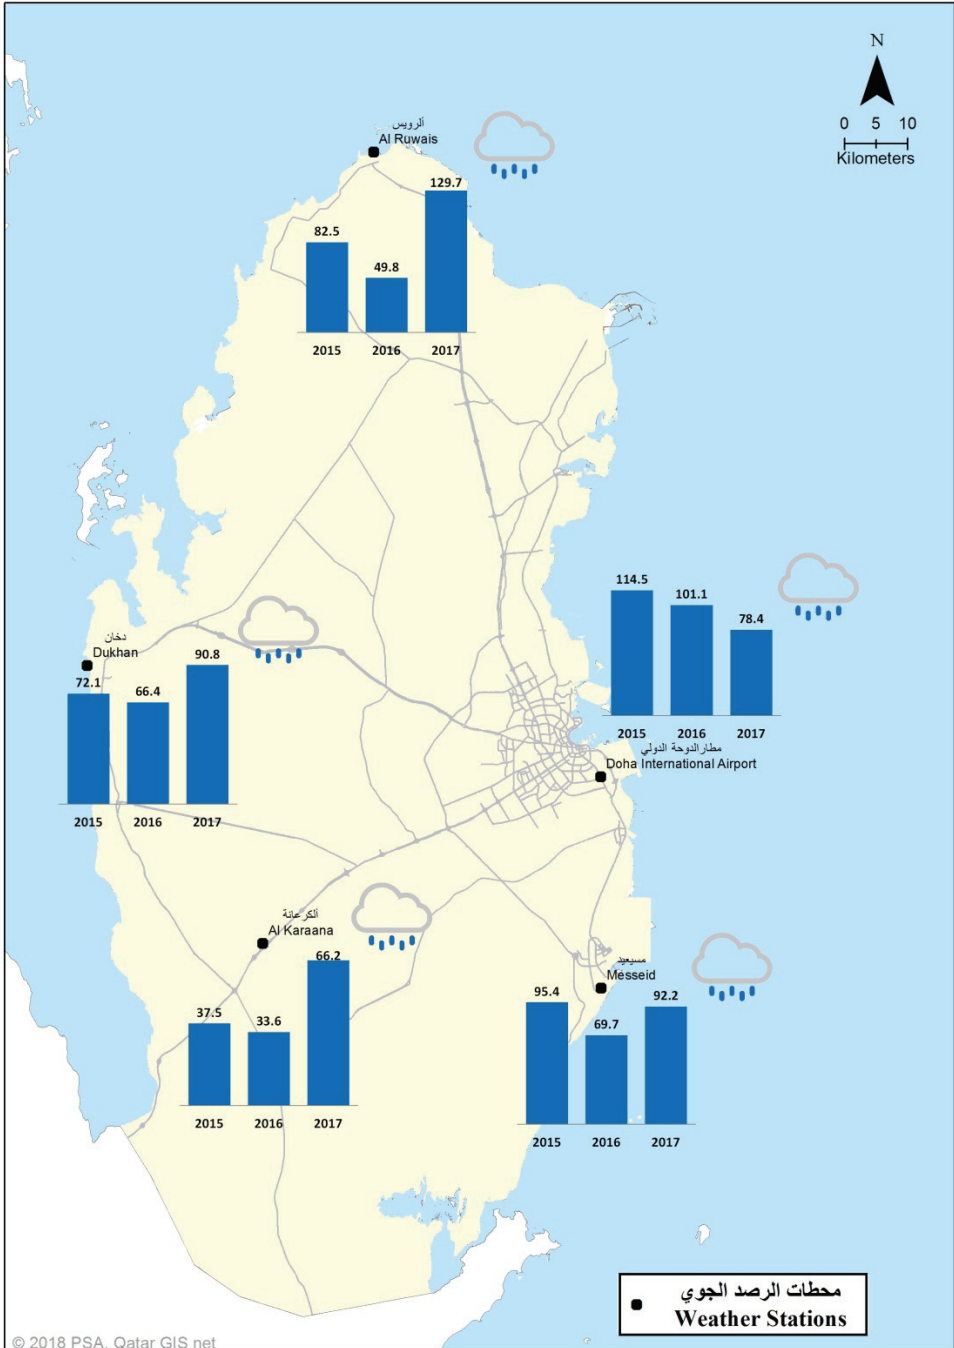 N
0 5 10
Kilometers
ألرويس
Al Ruwais
129.7
82.5
49.8
2015 2016 2017
114.5
101.1
78.4
2015 2016 2017
مطار الدوحة الدولي
Doha International Airport
دخان
Dukhan
90.8
72.1
66.4
2015 2016 2017
ألكرعانة
Al Karaana
66.2
37.5
33.6
2015 2016 2017
مسيعيد
Messeid
95.4
92.2
69.7
2015 2016 2017
محطات الرصد الجوي
Weather Stations
© 2018 PSA, Qatar GIS net